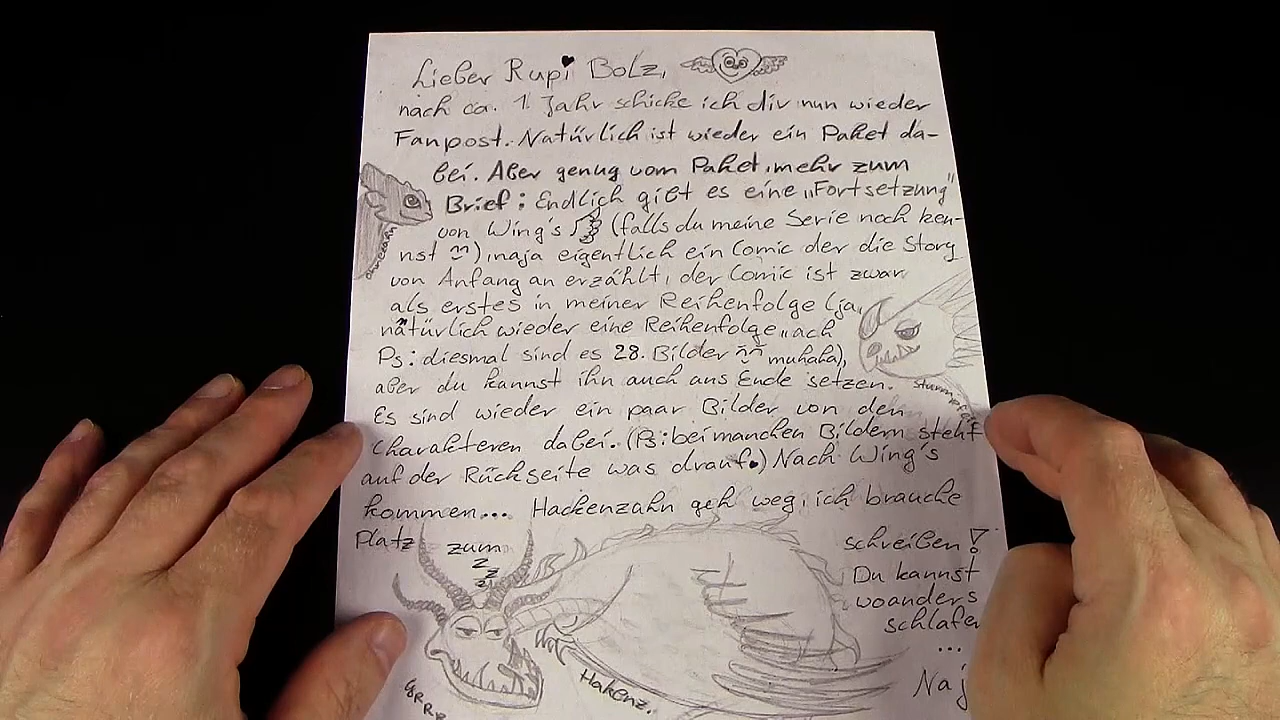 Lieber Rupi Bolz,
nach ca. 1. Jahr schicke ich dir nun wieder
Fanpost. Natürlich ist wieder ein Paket da-
bei. Aber genug vom Paket, mehr zum
Brief: Endlich gibt es eine „Fortsetzung"
von Wing's (falls du meine Serie noch ken-
nst ^^), naja eigentlich ein Comic der die Story
von Anfang an erzählt, der Comic ist zwar
als erstes in meiner Reihenfolge (ja,
natürlich wieder eine Reihenfolge, ach
Ps: diesmal sind es 28. Bilder ^^ muhaha),
aber du kannst ihn auch ans Ende setzen.
Es sind wieder ein paar Bilder von den
Charakteren dabei. (Ps: bei manchen Bildern steht
auf der Rückseite was drauf.) Nach Wing's
kommen... Hackenzahn geh weg, ich brauche
Platz zum schreiben!
Du kannst
woanders
schlafen
...
Naj
z z z
GRRR
Hakenz.